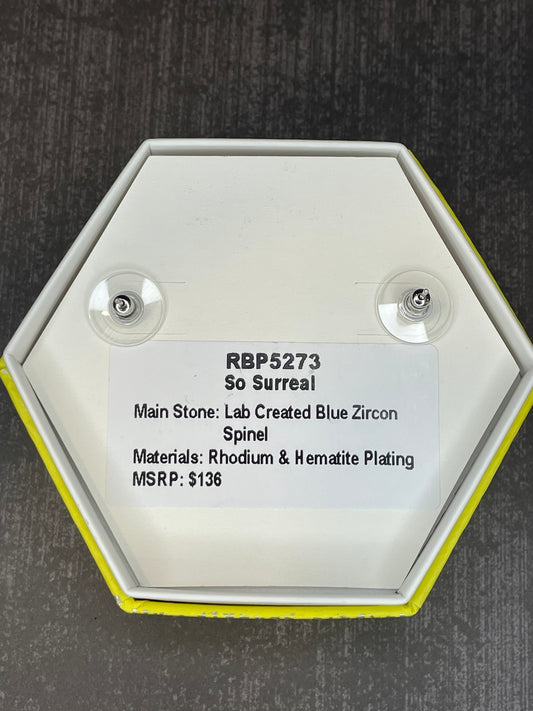 RBP5273
So Surreal
Main Stone: Lab Created Blue Zircon
Spinel
Materials: Rhodium & Hematite Plating
MSRP: $136